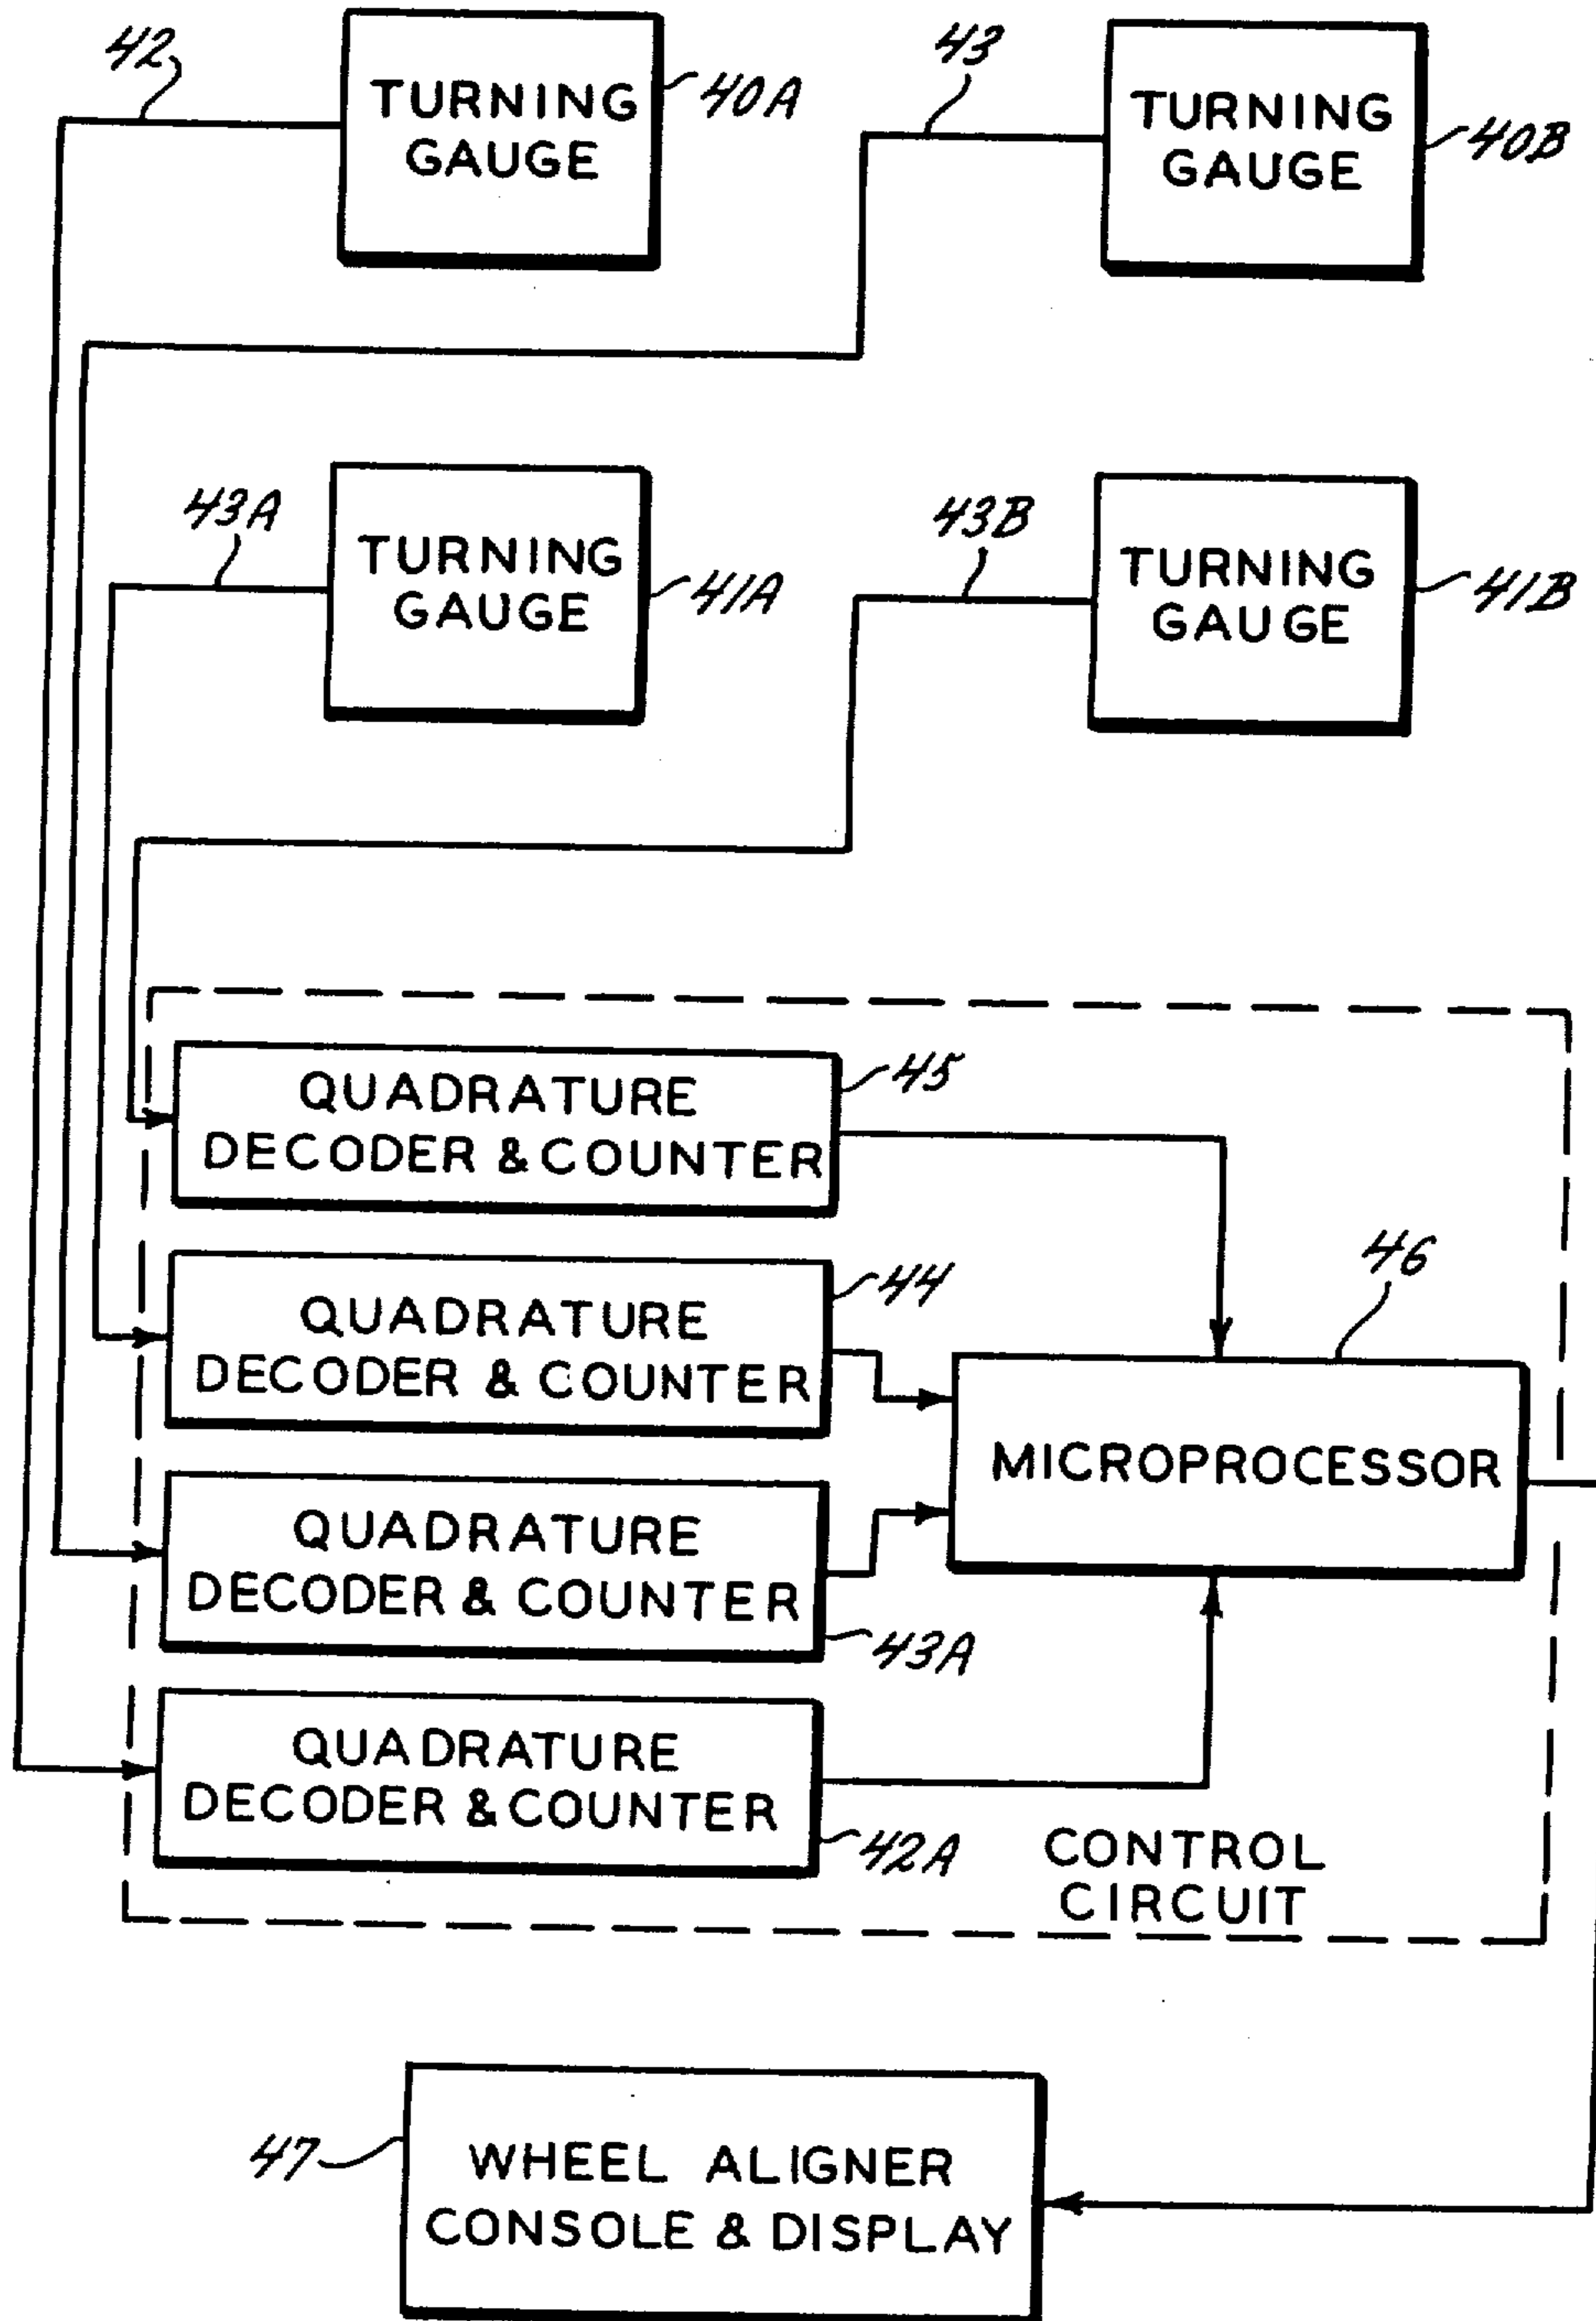 42
TURNING
GAUGE
40A
43
TURNING
GAUGE
40B
43A
TURNING
GAUGE
41A
43B
TURNING
GAUGE
41B
QUADRATURE
DECODER & COUNTER
45
QUADRATURE
DECODER & COUNTER
44
46
MICROPROCESSOR
QUADRATURE
DECODER & COUNTER
43A
QUADRATURE
DECODER & COUNTER
42A
CONTROL
CIRCUIT
47
WHEEL ALIGNER
CONSOLE & DISPLAY